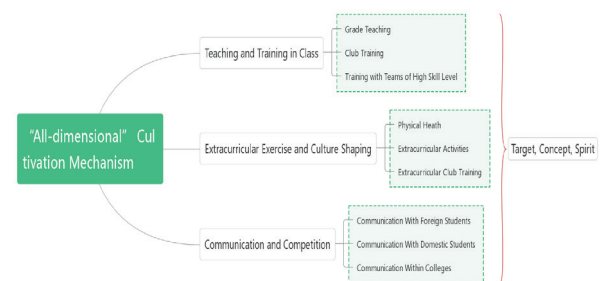 “All-dimensional” Cul
tivation Mechanism
Teaching and Training in Class
Grade Teaching
Club Training
Training with Teams of High Skill Level
Extracurricular Exercise and Culture Shaping
Physical Heath
Extracurricular Activities
Extracurricular Club Training
Communication and Competition
Communication With Foreign Students
Communication With Domestic Students
Communication Within Colleges
Target, Concept, Spirit